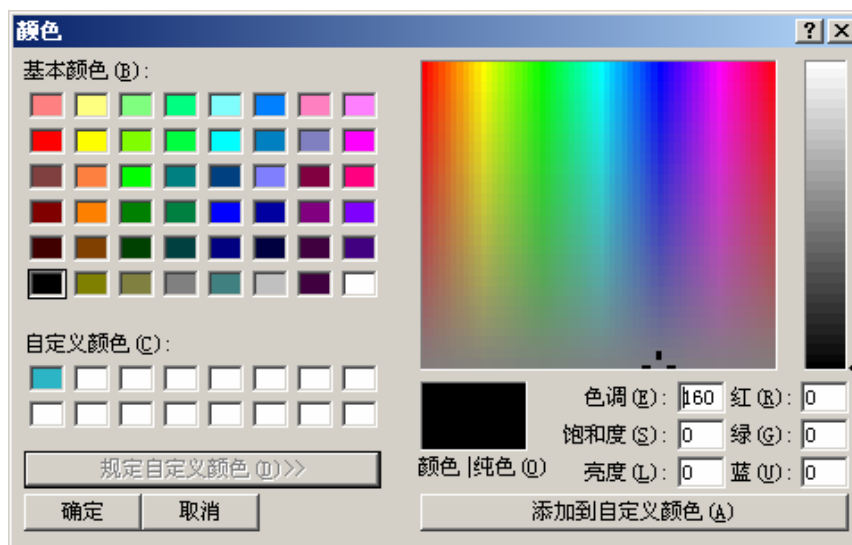 颜色
基本颜色(B):
自定义颜色(C):
规定自定义颜色(D)>>
确定 取消
颜色|纯色(O)
色调(E): 160 红(R): 0
饱和度(S): 0 绿(G): 0
亮度(L): 0 蓝(U): 0
添加到自定义颜色(A)